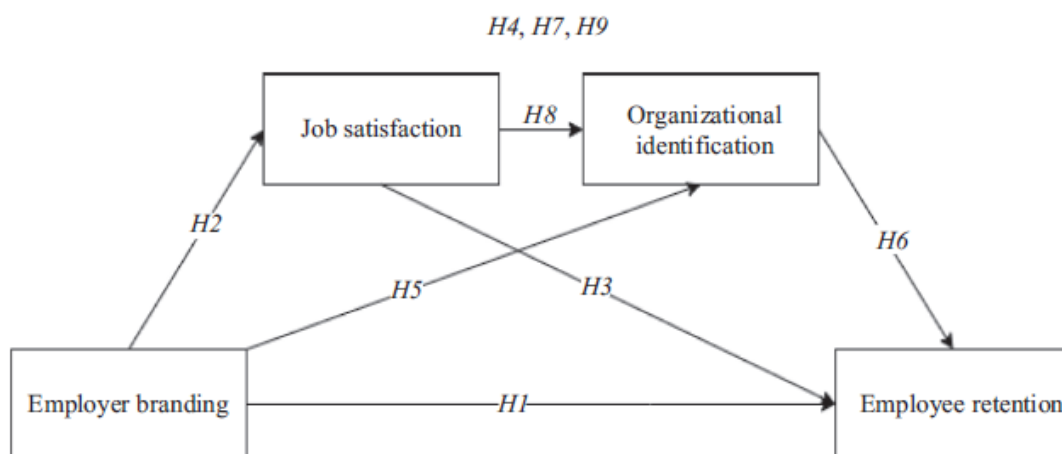 H4, H7, H9
Job satisfaction
H8
Organizational
identification
H2
H6
H5
H3
Employer branding
H1
Employee retention